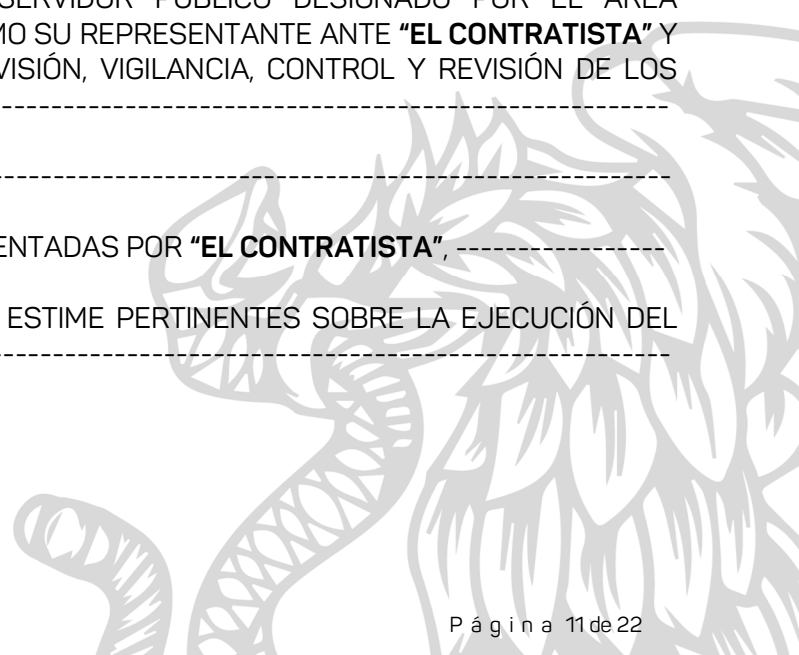 SERVIDOR PÚBLICO DESIGNADO POR EL ÁREA
MO SU REPRESENTANTE ANTE “EL CONTRATISTA” Y
VISIÓN, VIGILANCIA, CONTROL Y REVISIÓN DE LOS
--------------------------------------------------------------
--------------------------------------------------------------
ENTADAS POR “EL CONTRATISTA”, -----------------
ESTIME PERTINENTES SOBRE LA EJECUCIÓN DEL
--------------------------------------------------------------
Página 11 de 22